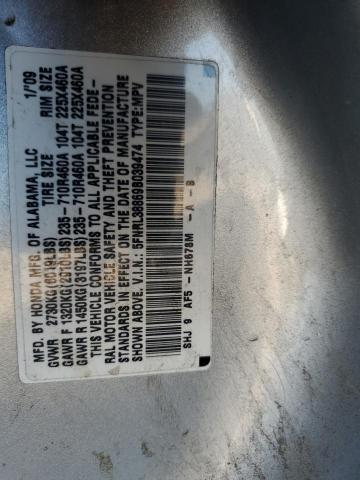 MFD. BY HONDA MFG. OF ALABAMA, LLC 1/'09
TIRE SIZE RIM SIZE
GVWR 2730KG(6019LBS)
GAWR F 1320KG(2910LBS) 235-710R460A 104T 225X460A
GAWR R 1450KG(3197LBS) 235-710R460A 104T 225X460A
THIS VEHICLE CONFORMS TO ALL APPLICABLE FEDE-
RAL MOTOR VEHICLE SAFETY AND THEFT PREVENTION
STANDARDS IN EFFECT ON THE DATE OF MANUFACTURE
SHOWN ABOVE. V.I.N.: 5FNRL38869B039474 TYPE:MPV
SHJ 9 AF5 -NH678M -A -B